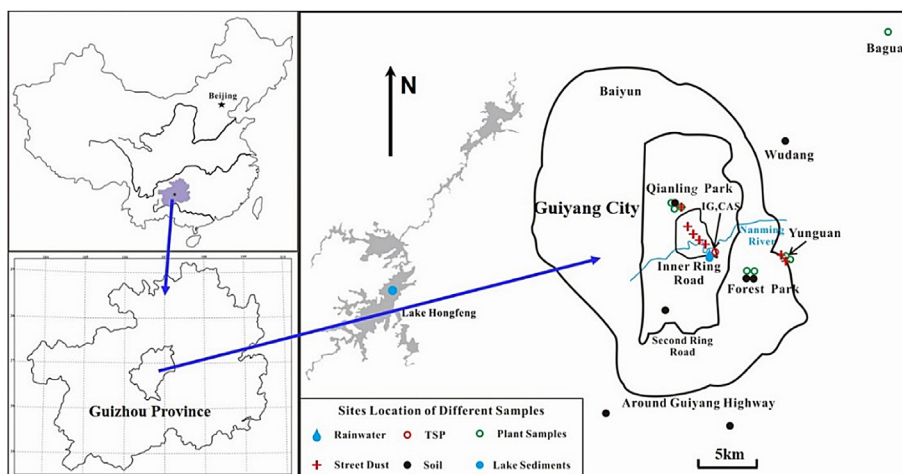 Beijing
Guizhou Province
N
Lake Hongfeng
Bagua
Baiyun
Wudang
Qianling Park
IG,CAS
Guiyang City
Nanming
River
Yunguan
Inner Ring
Road
Forest Park
Second Ring
Road
Around Guiyang Highway
Sites Location of Different Samples
Rainwater
TSP
Plant Samples
Street Dust
Soil
Lake Sediments
5km